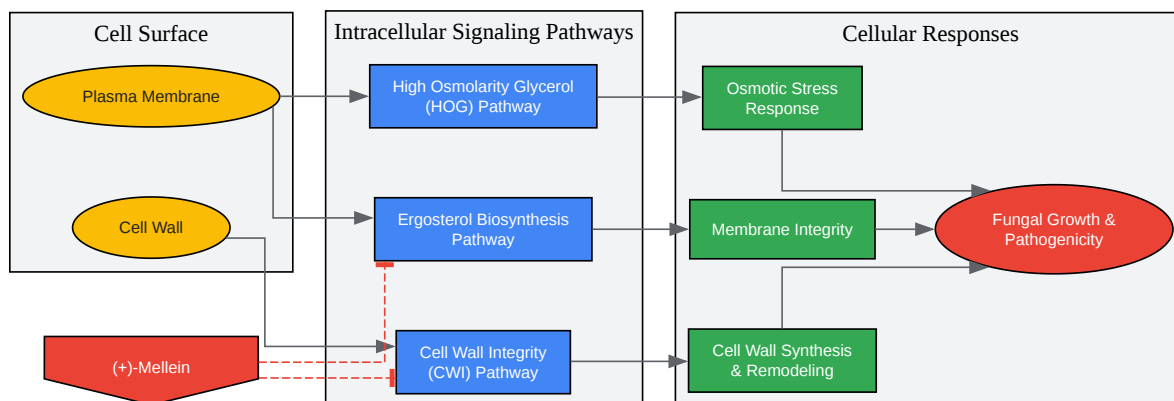 Cell Surface
Plasma Membrane
Cell Wall
(+)-Mellein
Intracellular Signaling Pathways
High Osmolarity Glycerol
(HOG) Pathway
Ergosterol Biosynthesis
Pathway
Cell Wall Integrity
(CWI) Pathway
Cellular Responses
Osmotic Stress
Response
Membrane Integrity
Cell Wall Synthesis
& Remodeling
Fungal Growth &
Pathogenicity